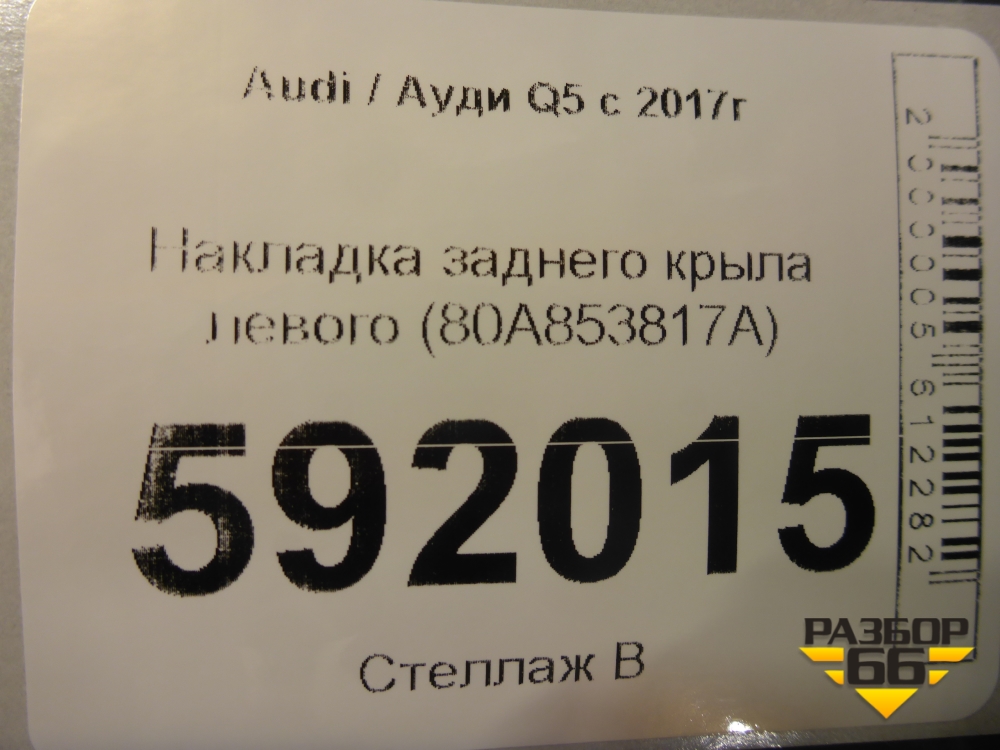 Audi / Ауди Q5 с 2017г
Накладка заднего крыла
левого (80A853817A)
592015
Стеллаж В
2000005612282
РАЗБОР
66